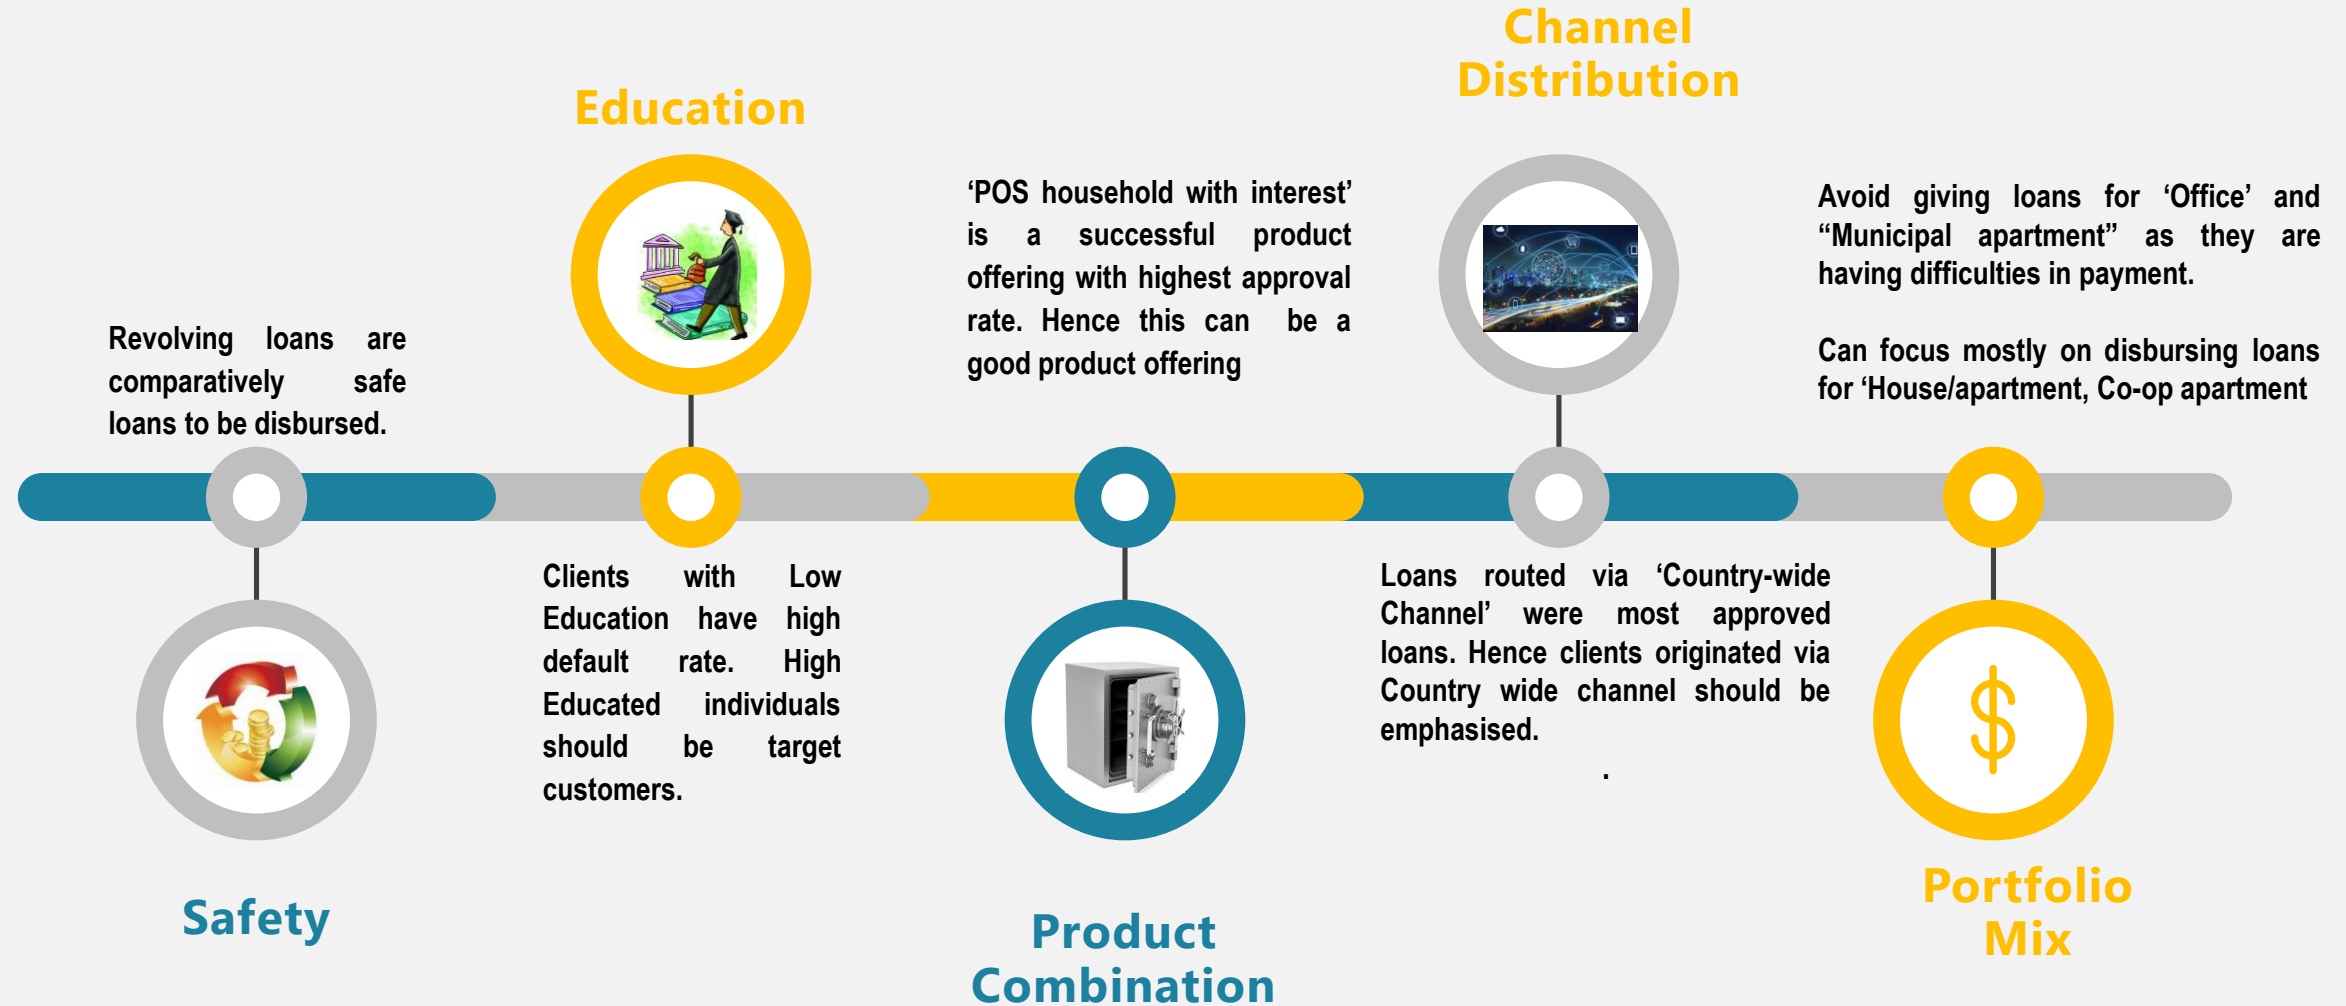 Revolving loans are
comparatively safe
loans to be disbursed.
Safety
Education
Clients with Low
Education have high
default rate. High
Educated individuals
should be target
customers.
‘POS household with interest’
is a successful product
offering with highest approval
rate. Hence this can be a
good product offering
Product
Combination
Channel
Distribution
Loans routed via ‘Country-wide
Channel’ were most approved
loans. Hence clients originated via
Country wide channel should be
emphasised.
.
Avoid giving loans for ‘Office’ and
“Municipal apartment” as they are
having difficulties in payment.
Can focus mostly on disbursing loans
for ‘House/apartment, Co-op apartment
Portfolio
Mix